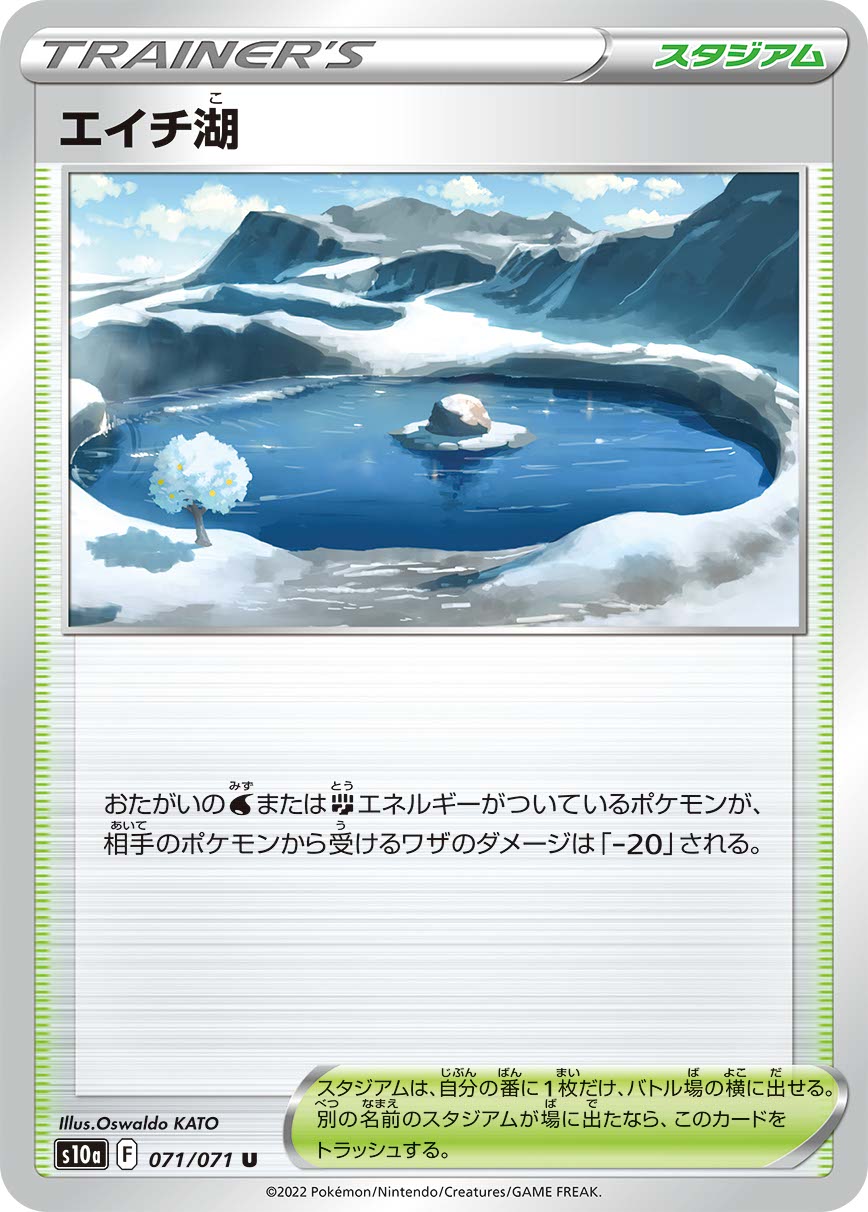 TRAINER'S
スタジアム
こ
エイチ湖
みず とう
おたがいのまたはエネルギーがついているポケモンが、
あいて う
相手のポケモンから受けるワザのダメージは「-20」される。
じぶん ばん まい ば よこ だ
スタジアムは、自分の番に1枚だけ、バトル場の横に出せる。
べつ なまえ ば で
別の名前のスタジアムが場に出たなら、このカードを
トラッシュする。
Illus.Oswaldo KATO
s10a F 071/071 U
©2022 Pokémon/Nintendo/Creatures/GAME FREAK.